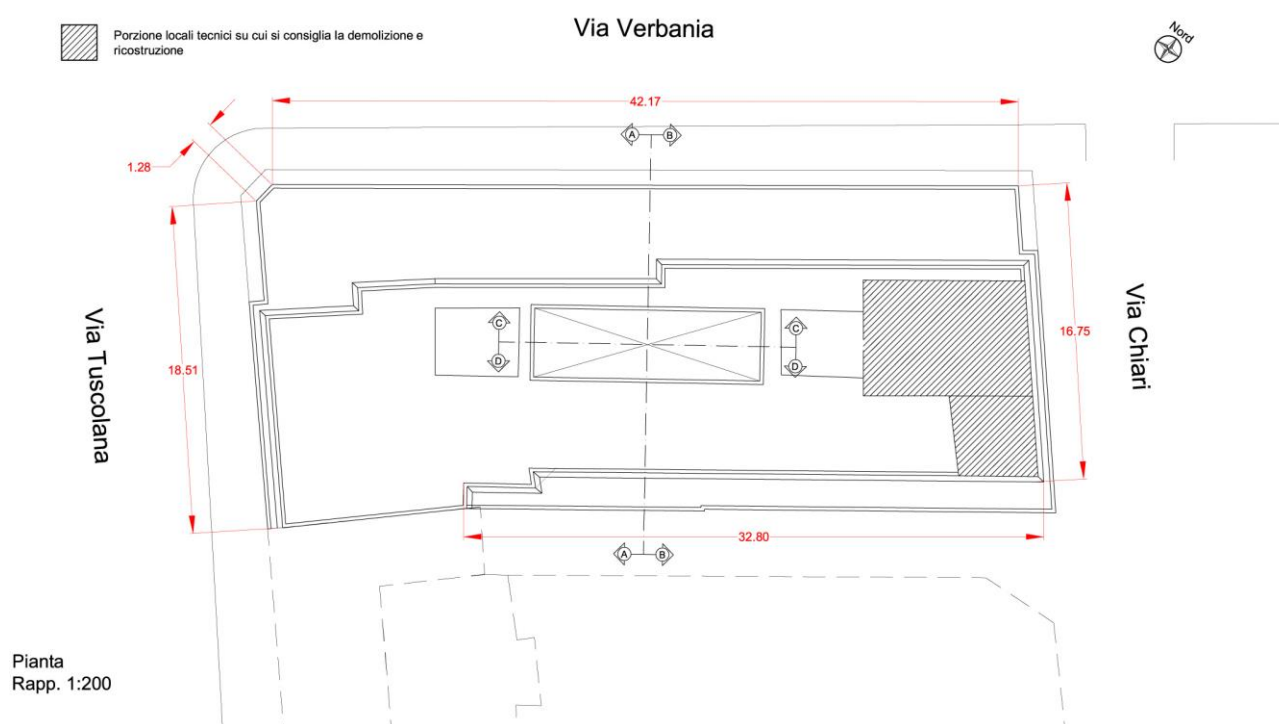 Via Verbania
Porzione locali tecnici su cui si consiglia la demolizione e
ricostruzione
Nord
42.17
A B
1.28
Via Tuscolana
18.51
C C
D D
16.75
Via Chiari
32.80
A B
Pianta
Rapp. 1:200